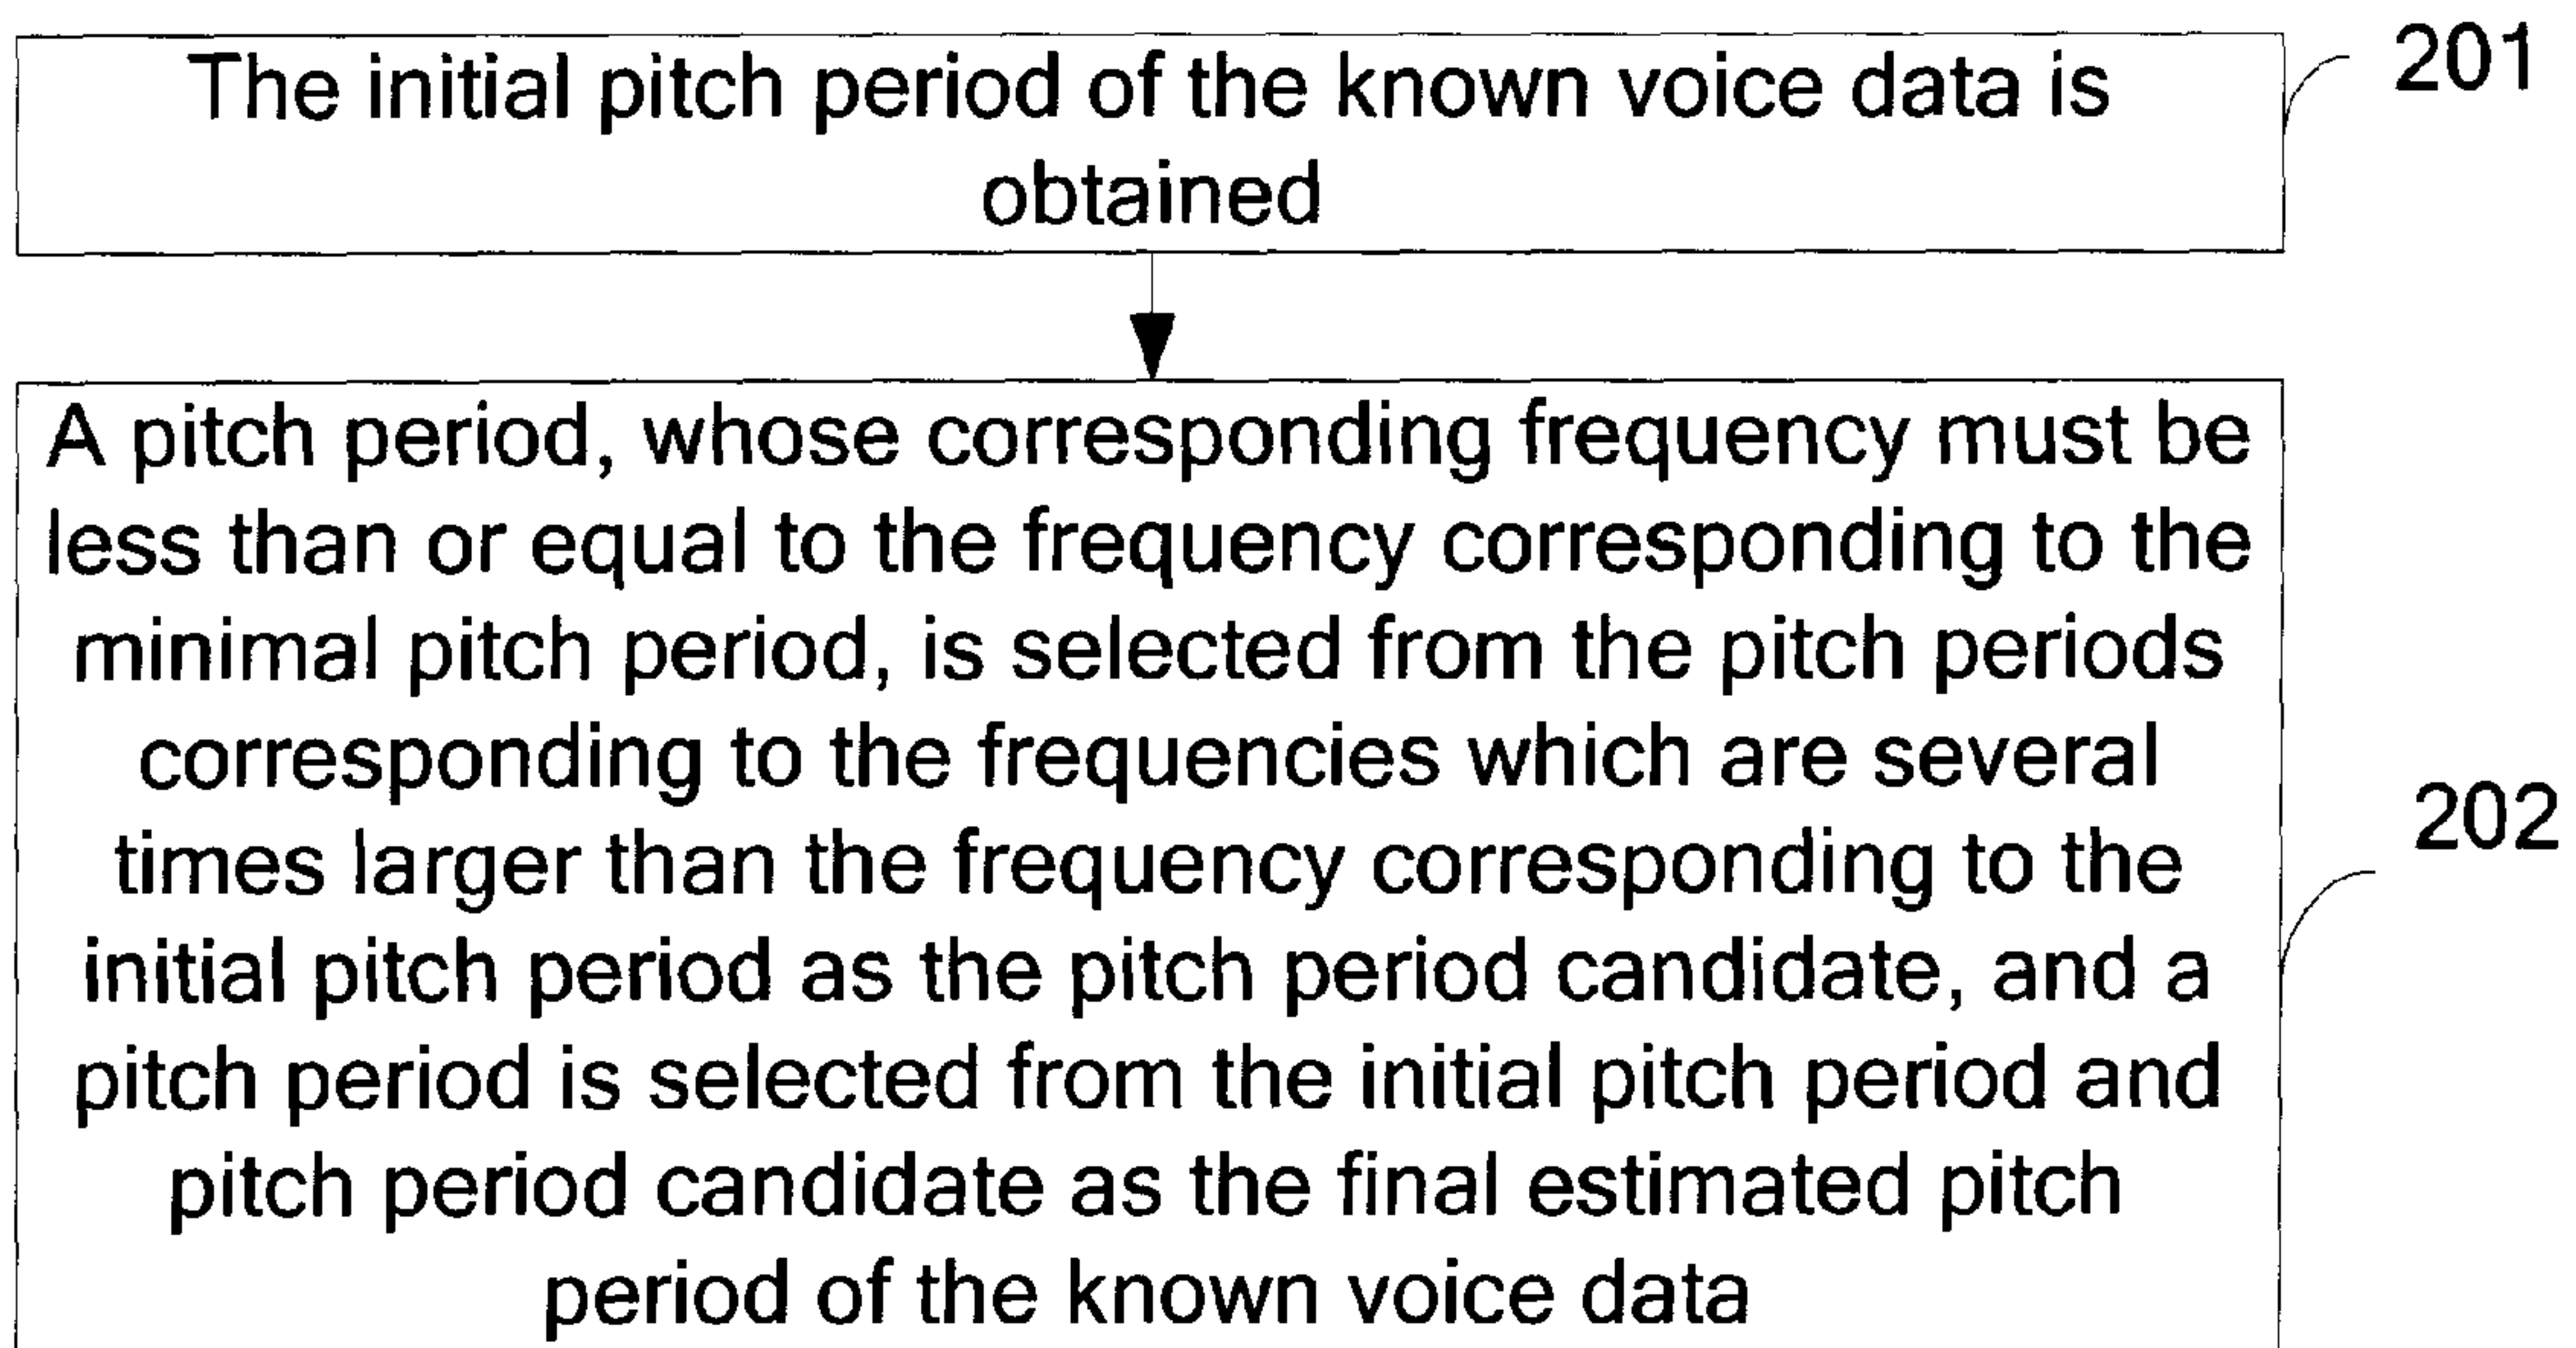 The initial pitch period of the known voice data is
obtained
201
A pitch period, whose corresponding frequency must be
less than or equal to the frequency corresponding to the
minimal pitch period, is selected from the pitch periods
corresponding to the frequencies which are several
times larger than the frequency corresponding to the
initial pitch period as the pitch period candidate, and a
pitch period is selected from the initial pitch period and
pitch period candidate as the final estimated pitch
period of the known voice data
202